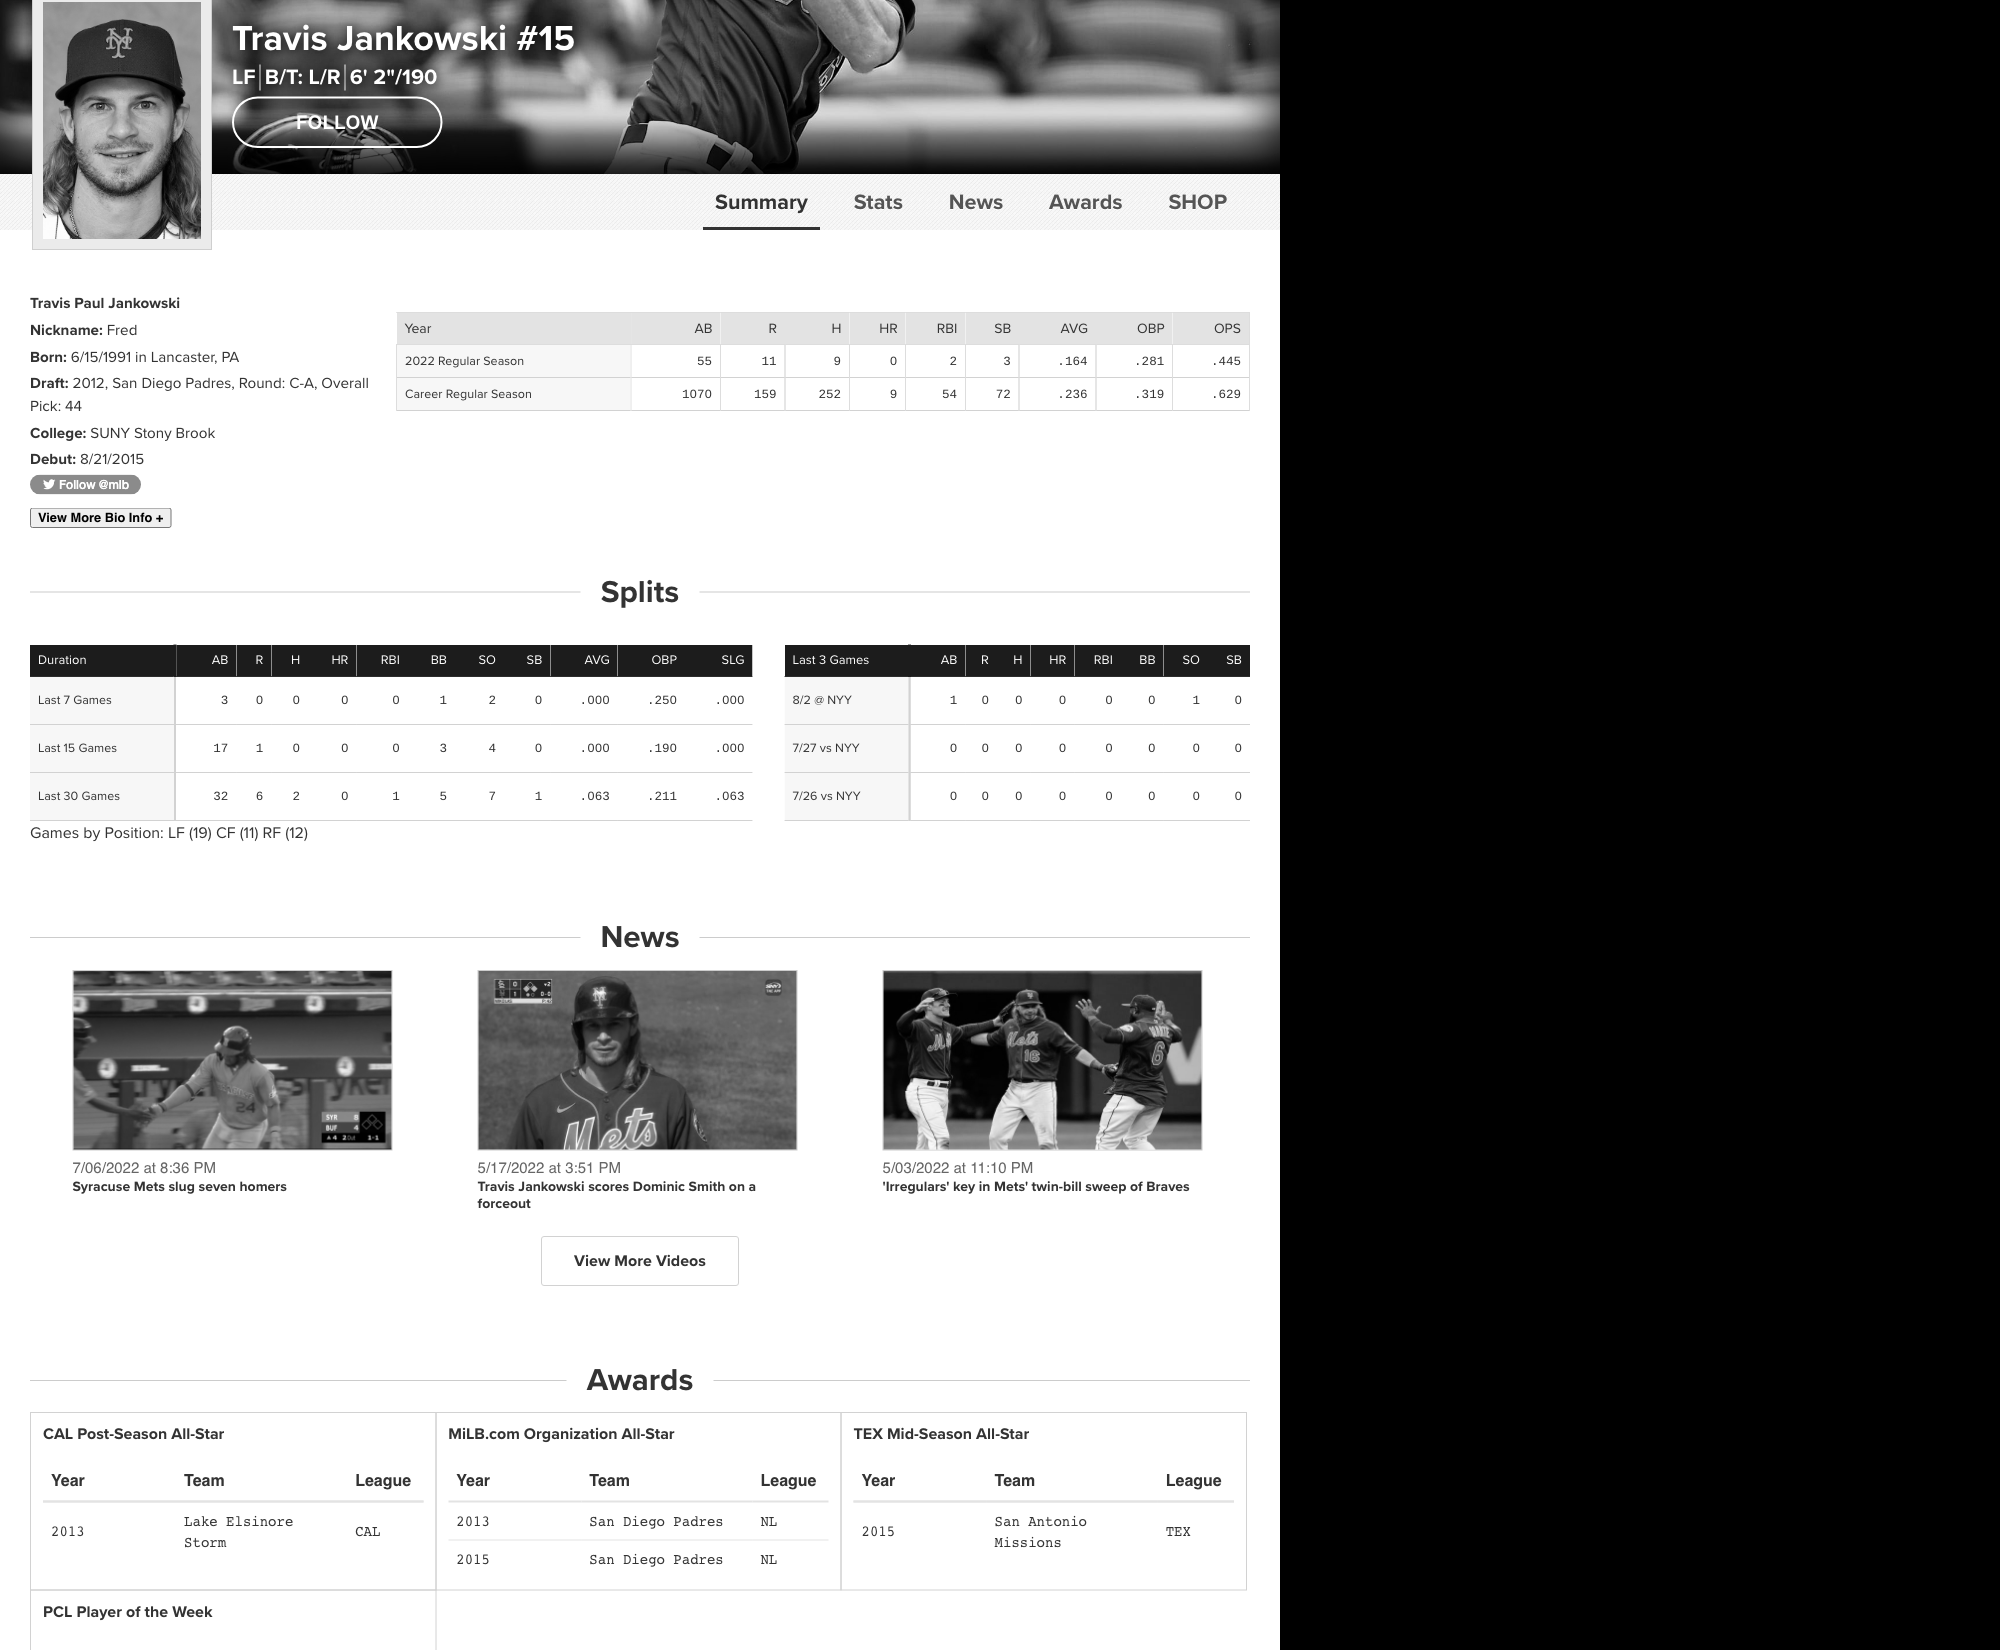 Travis Jankowski #15
LF B/T: L/R 6' 2"/190
FOLLOW
Summary Stats News Awards SHOP
Travis Paul Jankowski
Nickname: Fred
Born: 6/15/1991 in Lancaster, PA
Draft: 2012, San Diego Padres, Round: C-A, Overall
Pick: 44
College: SUNY Stony Brook
Debut: 8/21/2015
Follow @mlb
View More Bio Info +
Year AB R H HR RBI SB AVG OBP OPS
2022 Regular Season 55 11 9 0 2 3 .164 .281 .445
Career Regular Season 1070 159 252 9 54 72 .236 .319 .629
Splits
Duration AB R H HR RBI BB SO SB AVG OBP SLG
Last 7 Games 3 0 0 0 0 1 2 0 .000 .250 .000
Last 15 Games 17 1 0 0 0 3 4 0 .000 .190 .000
Last 30 Games 32 6 2 0 1 5 7 1 .063 .211 .063
Games by Position: LF (19) CF (11) RF (12)
Last 3 Games AB R H HR RBI BB SO SB
8/2 @ NYY 1 0 0 0 0 0 1 0
7/27 vs NYY 0 0 0 0 0 0 0 0
7/26 vs NYY 0 0 0 0 0 0 0 0
News
24
SYR 8
BUF 4
7/06/2022 at 8:36 PM
Syracuse Mets slug seven homers
Mets
5/17/2022 at 3:51 PM
Travis Jankowski scores Dominic Smith on a
forceout
Mets
16
MARTE
6
5/03/2022 at 11:10 PM
'Irregulars' key in Mets' twin-bill sweep of Braves
View More Videos
Awards
CAL Post-Season All-Star
Year Team League
2013 Lake Elsinore Storm CAL
MiLB.com Organization All-Star
Year Team League
2013 San Diego Padres NL
2015 San Diego Padres NL
TEX Mid-Season All-Star
Year Team League
2015 San Antonio Missions TEX
PCL Player of the Week